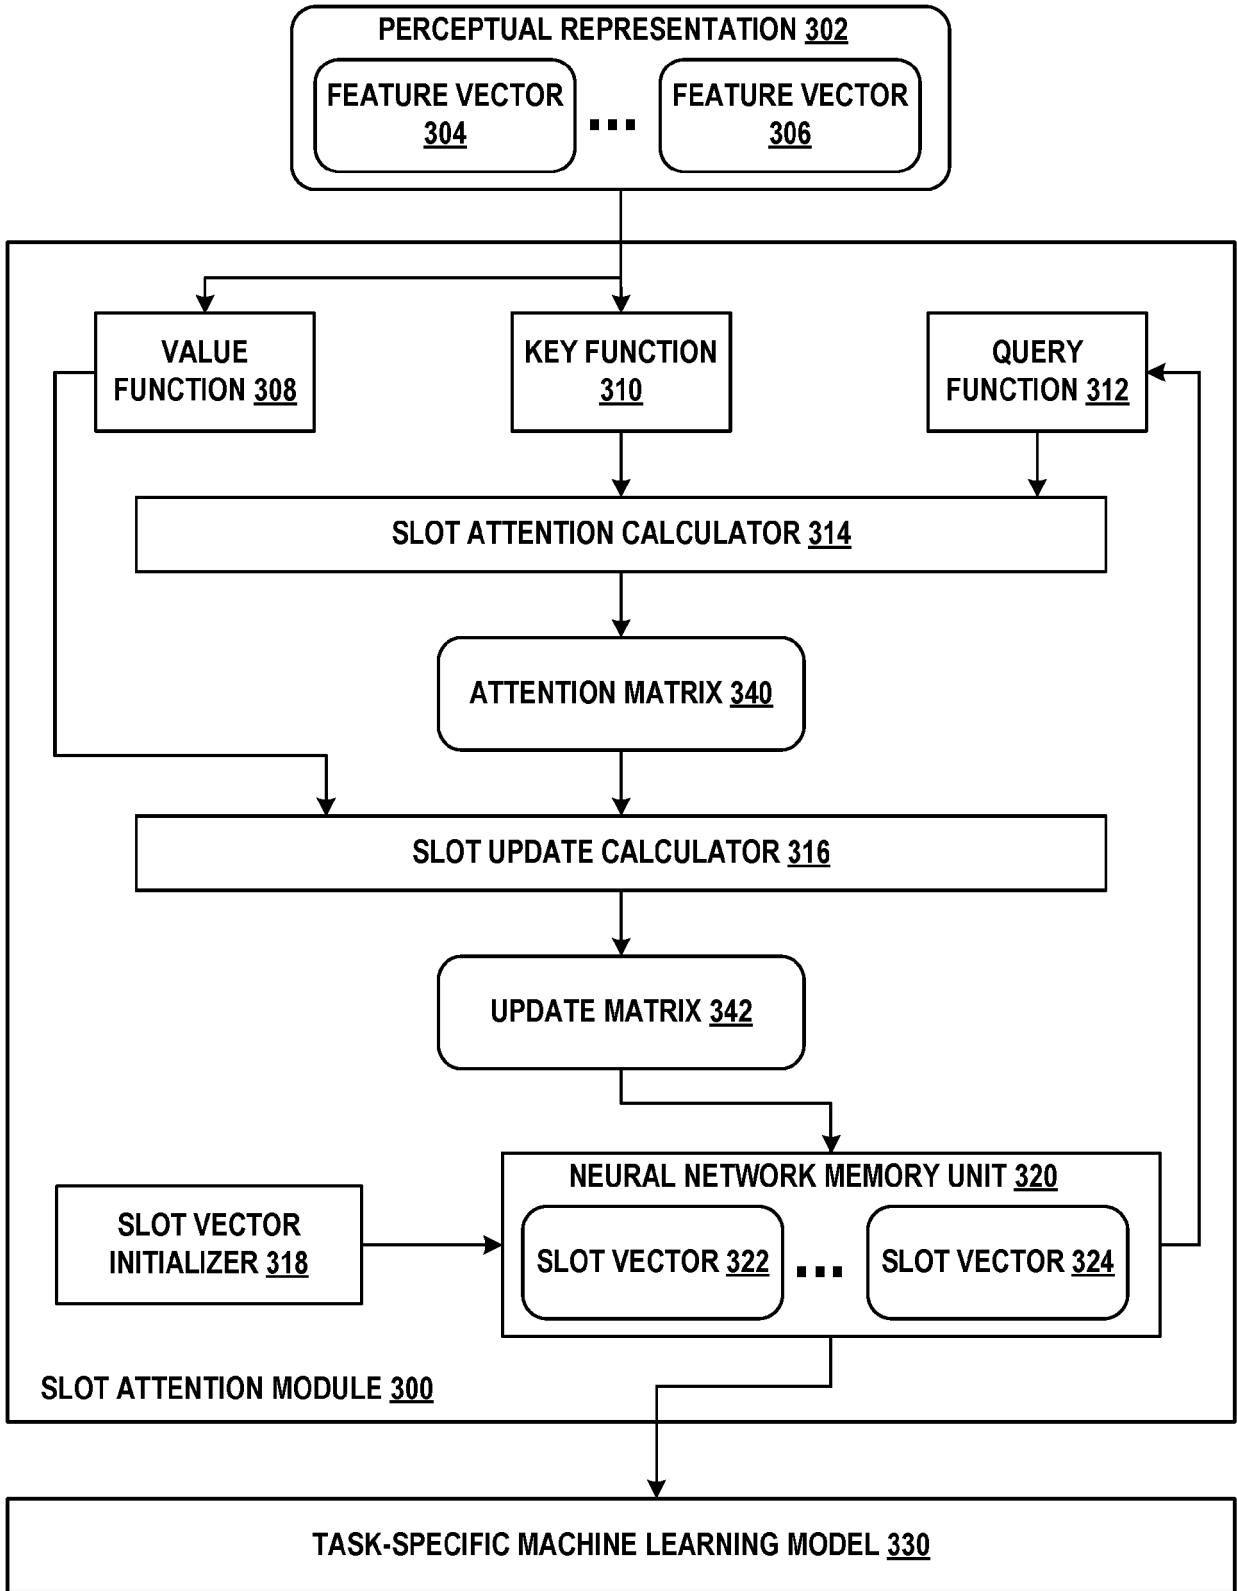 PERCEPTUAL REPRESENTATION 302
FEATURE VECTOR
304
FEATURE VECTOR
306
VALUE
FUNCTION 308
KEY FUNCTION
310
QUERY
FUNCTION 312
SLOT ATTENTION CALCULATOR 314
ATTENTION MATRIX 340
SLOT UPDATE CALCULATOR 316
UPDATE MATRIX 342
NEURAL NETWORK MEMORY UNIT 320
SLOT VECTOR
INITIALIZER 318
SLOT VECTOR 322
SLOT VECTOR 324
SLOT ATTENTION MODULE 300
TASK-SPECIFIC MACHINE LEARNING MODEL 330